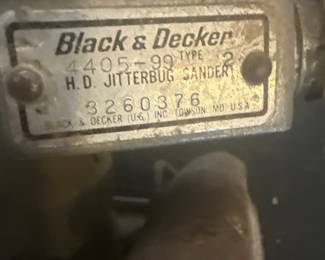 Black & Decker
4405-99 TYPE 2
H.D. JITTERBUG SANDER
3260376
BLACK & DECKER (U.S.) INC. TOWSON, MD. U.S.A.